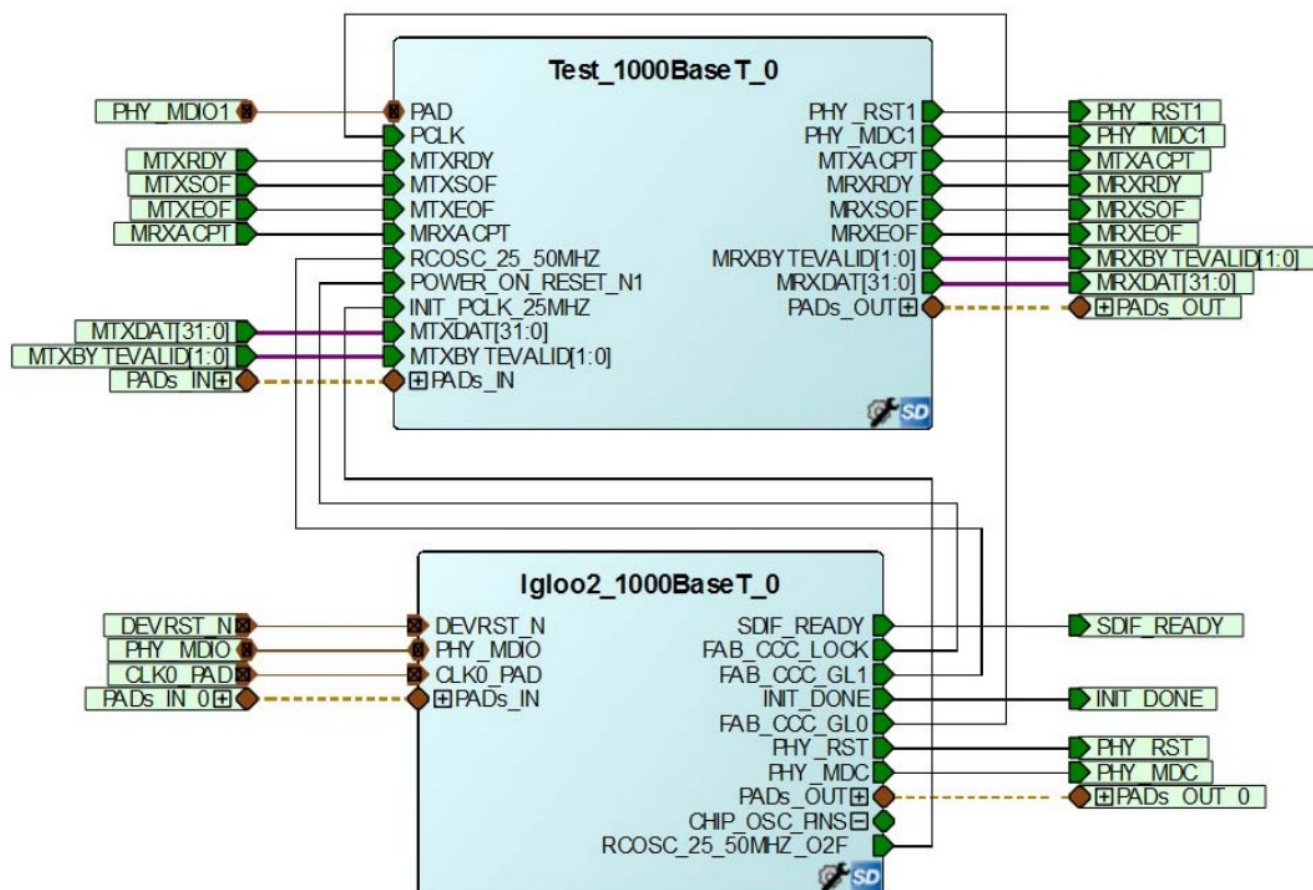 Test_1000BaseT_0
PHY_MDIO1 PAD PHY_RST1 PHY_RST1
PCLK PHY_MDC1 PHY_MDC1
MTXRDY MTXRDY MTXACPT MTXACPT
MTXSOF MTXSOF MRXRDY MRXRDY
MTXEOF MTXEOF MRXSOF MRXSOF
MRXACPT MRXACPT MRXEOF MRXEOF
RCOSC_25_50MHZ MRXBYTEVALID[1:0] MRXBYTEVALID[1:0]
POWER_ON_RESET_N1 MRXDAT[31:0] MRXDAT[31:0]
INIT_PCLK_25MHZ PADs_OUT PADs_OUT
MTXDAT[31:0] MTXDAT[31:0]
MTXBYTEVALID[1:0] MTXBYTEVALID[1:0]
PADs_IN PADs_IN
SD
Igloo2_1000BaseT_0
DEVRST_N DEVRST_N SDIF_READY SDIF_READY
PHY_MDIO PHY_MDIO FAB_CCC_LOCK
CLK0_PAD CLK0_PAD FAB_CCC_GL1
PADs_IN_0 PADs_IN INIT_DONE INIT_DONE
FAB_CCC_GL0
PHY_RST PHY_RST
PHY_MDC PHY_MDC
PADs_OUT PADs_OUT_0
CHIP_OSC_PINS
RCOSC_25_50MHZ_O2F
SD